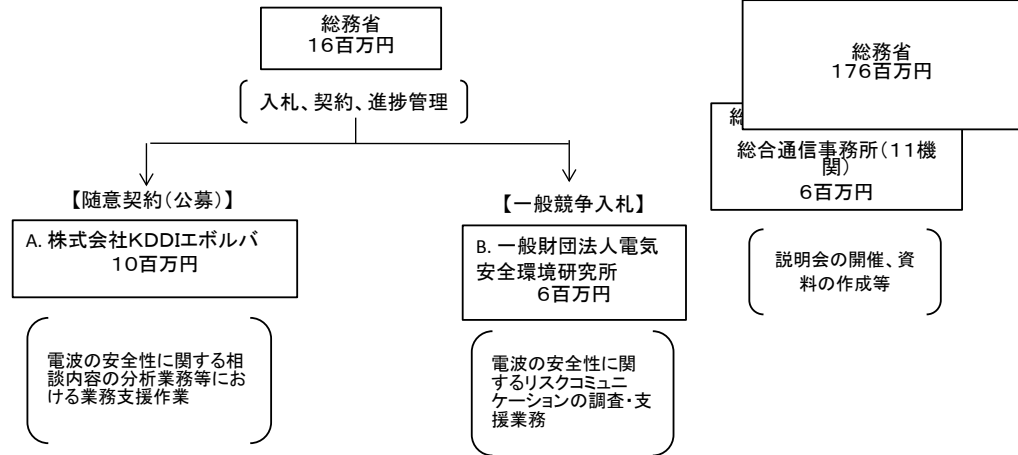 総務省
16百万円
入札、契約、進捗管理
【随意契約(公募)】
A. 株式会社KDDIエボルバ
10百万円
電波の安全性に関する相
談内容の分析業務等にお
ける業務支援作業
【一般競争入札】
B. 一般財団法人電気
安全環境研究所
6百万円
電波の安全性に関
するリスクコミュニ
ケーションの調査・支
援業務
総務省
176百万円
総合通信事務所(11機
関)
6百万円
説明会の開催、資
料の作成等